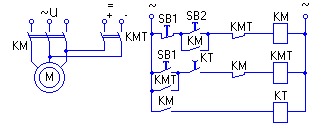 ~U
=
+ -
KM
KMT
M
~ ~
SB1 SB2 KMT KM
KM
SB1 KT KM KMT
KMT
KM KT